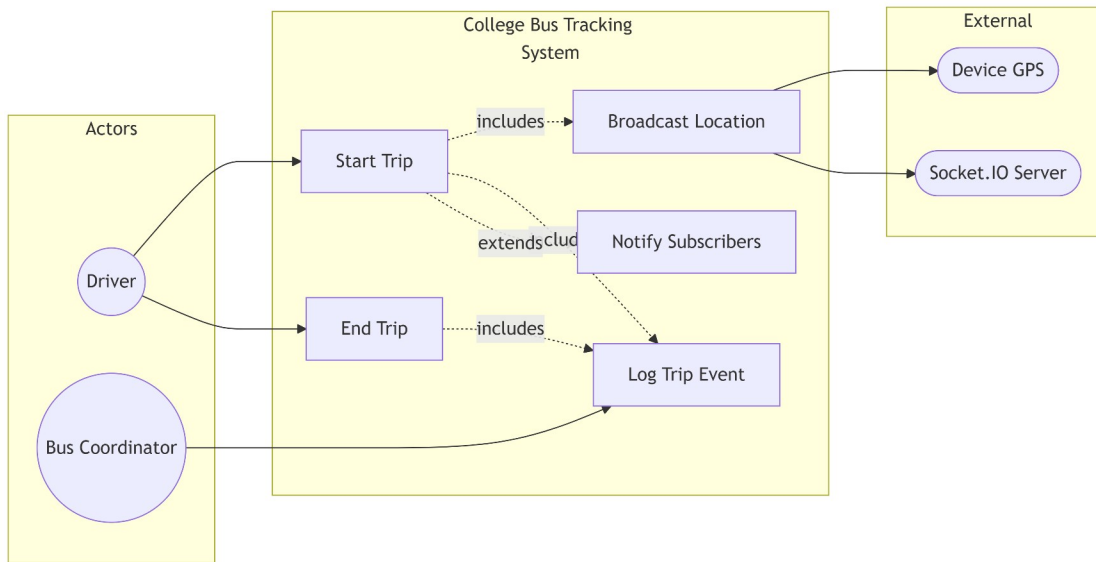 College Bus Tracking
System
External
Actors
Device GPS
includes
Broadcast Location
Start Trip
Socket.IO Server
extends
Notify Subscribers
Driver
End Trip
includes
Log Trip Event
Bus Coordinator